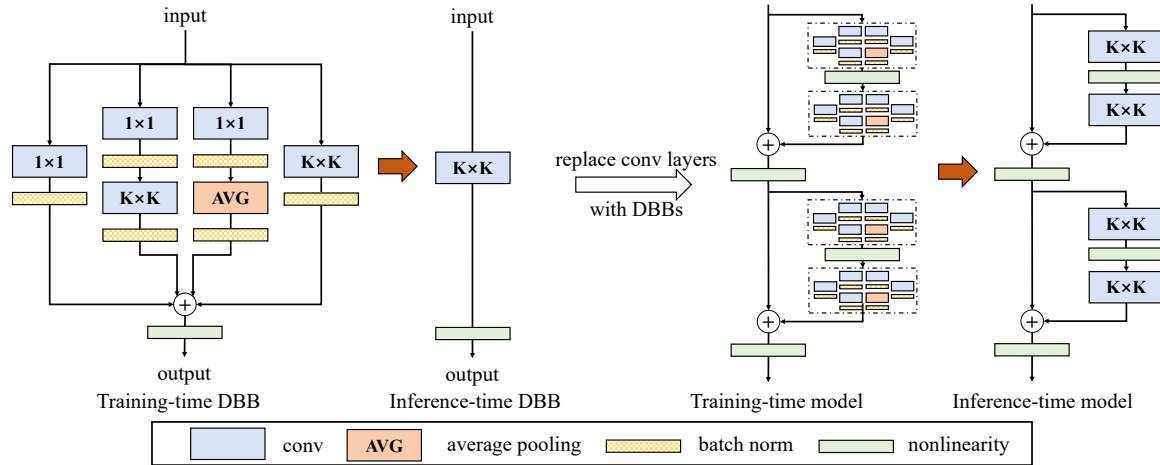 input
input
1×1
1×1
1×1
K×K
K×K
AVG
K×K
output
Training-time DBB
output
Inference-time DBB
replace conv layers
with DBBs
Training-time model
K×K
K×K
K×K
K×K
Inference-time model
conv
AVG
average pooling
batch norm
nonlinearity